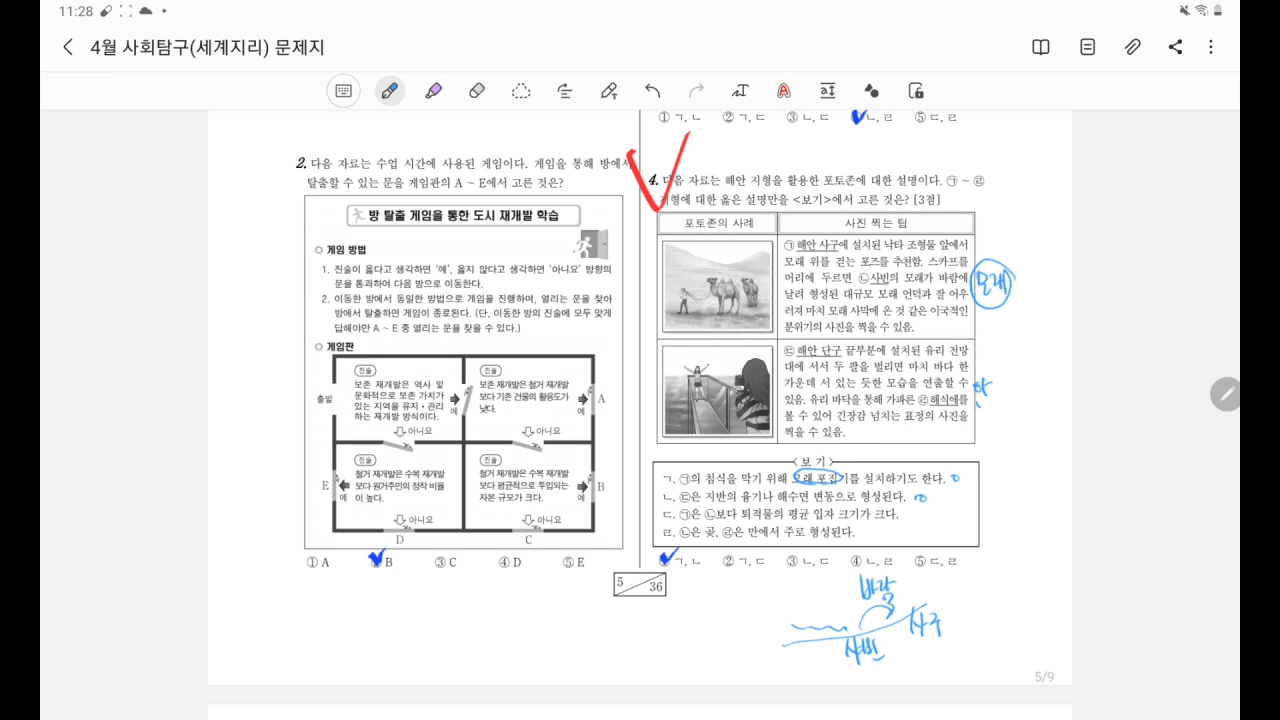 11:28
4월 사회탐구(세계지리) 문제지
① ㄱ, ㄴ ② ㄱ, ㄷ ③ ㄴ, ㄷ ㄴ, ㄹ ⑤ ㄷ, ㄹ
2. 다음 자료는 수업 시간에 사용된 게임이다. 게임을 통해 방에서
탈출할 수 있는 문을 게임판의 A ~ E에서 고른 것은?
방 탈출 게임을 통한 도시 재개발 학습
◎ 게임 방법
1. 진술이 옳다고 생각하면 '예', 옳지 않다고 생각하면 '아니요' 방향의
문을 통과하여 다음 방으로 이동한다.
2. 이동한 방에서 동일한 방법으로 게임을 진행하며, 열리는 문을 찾아
방에서 탈출하면 게임이 종료된다. (단, 이동한 방의 진술에 모두 맞게
답해야만 A ~ E 중 열리는 문을 찾을 수 있다.)
◎ 게임판
출발
진술
보존 재개발은 역사 및
문화적으로 보존 가치가
있는 지역을 유지·관리
하는 재개발 방식이다.
예
아니요
진술
보존 재개발은 철거 재개발
보다 기존 건물의 활용도가
낮다.
예
A
아니요
E
진술
철거 재개발은 수복 재개발
보다 원거주민의 정착 비율
이 높다.
예
아니요
D
진술
철거 재개발은 수복 재개발
보다 평균적으로 투입되는
자본 규모가 크다.
예
B
아니요
C
① A B ③ C ④ D ⑤ E
4. 다음 자료는 해안 지형을 활용한 포토존에 대한 설명이다. ㉠ ~ ㉣
지형에 대한 옳은 설명만을 <보기>에서 고른 것은? [3점]
포토존의 사례 사진 찍는 팁
㉠ 해안 사구에 설치된 낙타 조형물 앞에서
모래 위를 걷는 포즈를 추천함. 스카프를
머리에 두르면 ㉡ 사빈의 모래가 바람에
날려 형성된 대규모 모래 언덕과 잘 어우
러져 마치 모래 사막에 온 것 같은 이국적인
분위기의 사진을 찍을 수 있음.
모래
㉢ 해안 단구 끝부분에 설치된 유리 전망
대에 서서 두 팔을 벌리면 마치 바다 한
가운데 서 있는 듯한 모습을 연출할 수
있음. 유리 바닥을 통해 가파른 ㉣ 해식애를
볼 수 있어 긴장감 넘치는 표정의 사진을
찍을 수 있음.
<보 기>
ㄱ. ㉠의 침식을 막기 위해 모래 포집기를 설치하기도 한다.
ㄴ. ㉢은 지반의 융기나 해수면 변동으로 형성된다.
ㄷ. ㉠은 ㉡보다 퇴적물의 평균 입자 크기가 크다.
ㄹ. ㉡은 곶, ㉣은 만에서 주로 형성된다.
ㄱ, ㄴ ② ㄱ, ㄷ ③ ㄴ, ㄷ ④ ㄴ, ㄹ ⑤ ㄷ, ㄹ
5 36
바람
사구
사빈
5/9